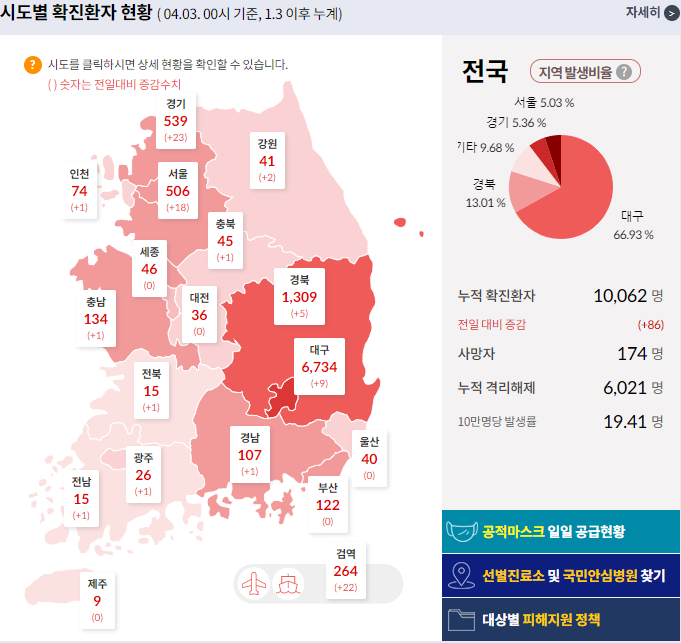 시도별 확진환자 현황 ( 04.03. 00시 기준, 1.3 이후 누계)
자세히 >
? 시도를 클릭하시면 상세 현황을 확인할 수 있습니다.
( ) 숫자는 전일대비 증감수치
경기
539
(+23)
강원
41
(+2)
인천
74
(+1)
서울
506
(+18)
충북
45
(+1)
세종
46
(0)
경북
1,309
(+5)
충남
134
(+1)
대전
36
(0)
대구
6,734
(+9)
전북
15
(+1)
경남
107
(+1)
울산
40
(0)
광주
26
(+1)
전남
15
(+1)
부산
122
(0)
검역
264
(+22)
제주
9
(0)
전국
지역 발생비율 ?
서울 5.03 %
경기 5.36 %
기타 9.68 %
경북
13.01 %
대구
66.93 %
누적 확진환자 10,062 명
전일 대비 증감 (+86)
사망자 174 명
누적 격리해제 6,021 명
10만명당 발생률 19.41 명
공적마스크 일일 공급현황
선별진료소 및 국민안심병원 찾기
대상별 피해지원 정책